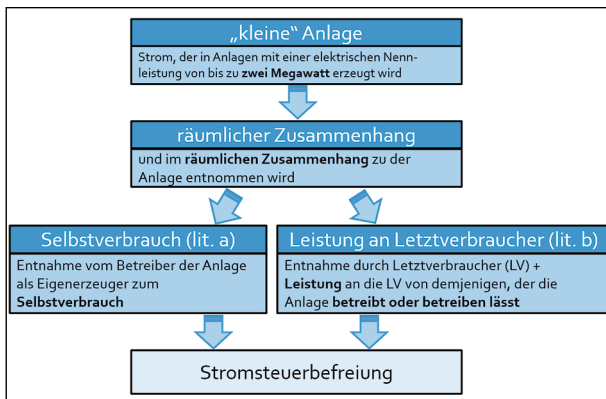 „kleine“ Anlage
Strom, der in Anlagen mit einer elektrischen Nenn-
leistung von bis zu zwei Megawatt erzeugt wird
räumlicher Zusammenhang
und im räumlichen Zusammenhang zu der
Anlage entnommen wird
Selbstverbrauch (lit. a)
Entnahme vom Betreiber der Anlage
als Eigenerzeuger zum
Selbstverbrauch
Leistung an Letztverbraucher (lit. b)
Entnahme durch Letztverbraucher (LV) +
Leistung an die LV von demjenigen, der die
Anlage betreibt oder betreiben lässt
Stromsteuerbefreiung